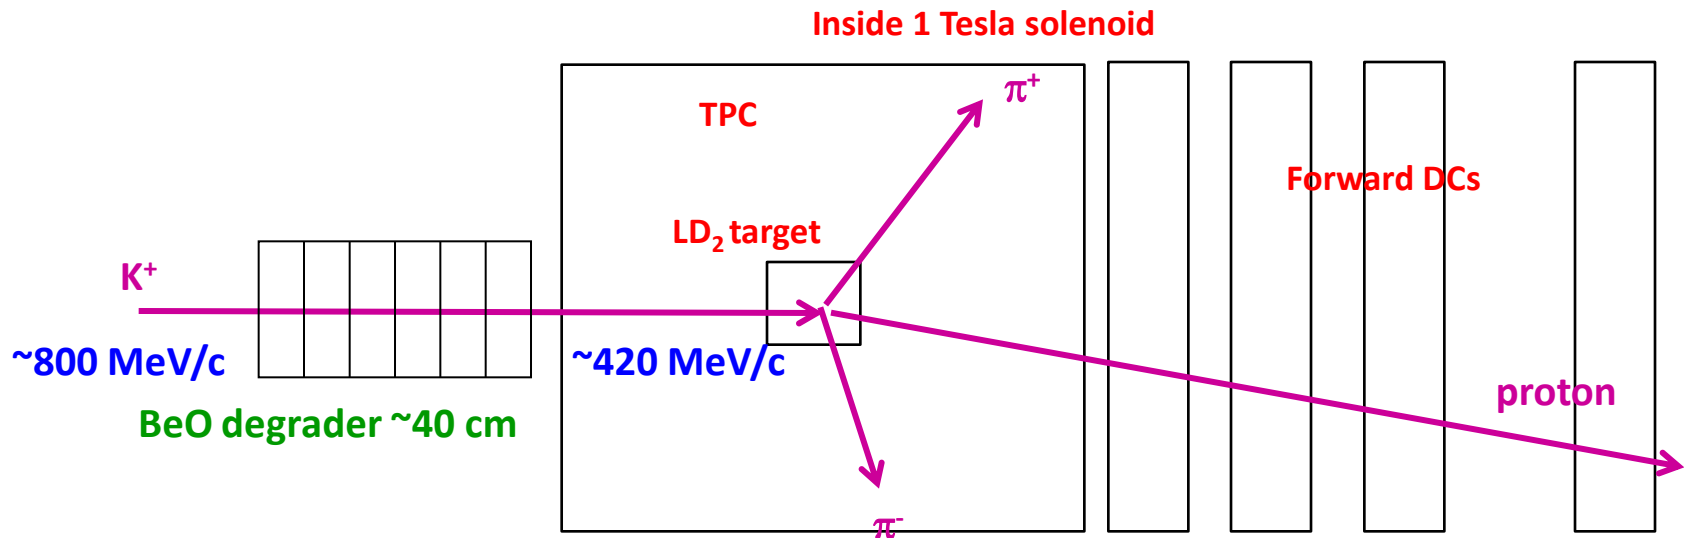 Inside 1 Tesla solenoid
π⁺
TPC
Forward DCs
LD₂ target
K⁺
~800 MeV/c
~420 MeV/c
proton
BeO degrader ~40 cm
π⁻